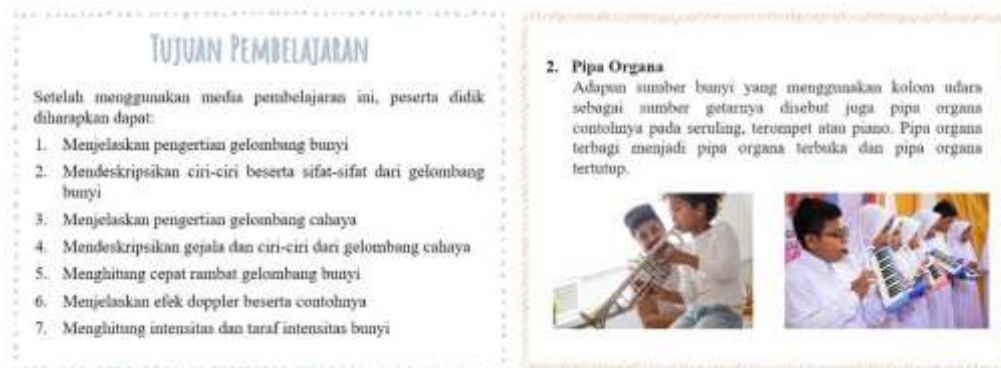 TUJUAN PEMBELAJARAN
Setelah menggunakan media pembelajaran ini, peserta didik
diharapkan dapat:
1. Menjelaskan pengertian gelombang bunyi
2. Mendeskripsikan ciri-ciri beserta sifat-sifat dari gelombang
bunyi
3. Menjelaskan pengertian gelombang cahaya
4. Mendeskripsikan gejala dan ciri-ciri dari gelombang cahaya
5. Menghitung cepat rambat gelombang bunyi
6. Menjelaskan efek doppler beserta contohnya
7. Menghitung intensitas dan taraf intensitas bunyi
2. Pipa Organa
Adapun sumber bunyi yang menggunakan kolom udara
sebagai sumber getarnya disebut juga pipa organa
contohnya pada seruling, terompet atau piano. Pipa organa
terbagi menjadi pipa organa terbuka dan pipa organa
tertutup.